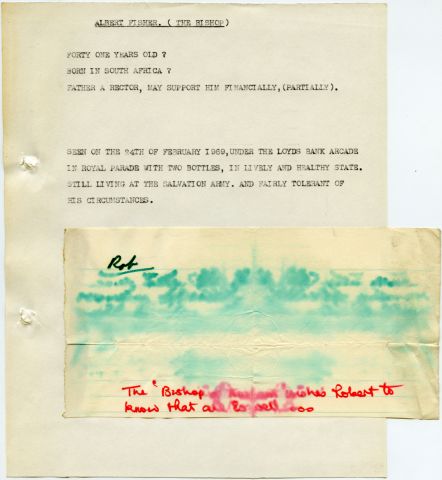 ALBERT FISHER. ( THE BISHOP)
FORTY ONE YEARS OLD ?
BORN IN SOUTH AFRICA ?
FATHER A RECTOR, MAY SUPPORT HIM FINANCIALLY,(PARTIALLY).
SEEN ON THE 24TH OF FEBRUARY 1969,UNDER THE LOYDS BANK ARCADE
IN ROYAL PARADE WITH TWO BOTTLES, IN LIVELY AND HEALTHY STATE.
STILL LIVING AT THE SALVATION ARMY. AND FAIRLY TOLERANT OF
HIS CIRCUMSTANCES.
Rob
The "Bishop wishes Robert to
know that all is well ...